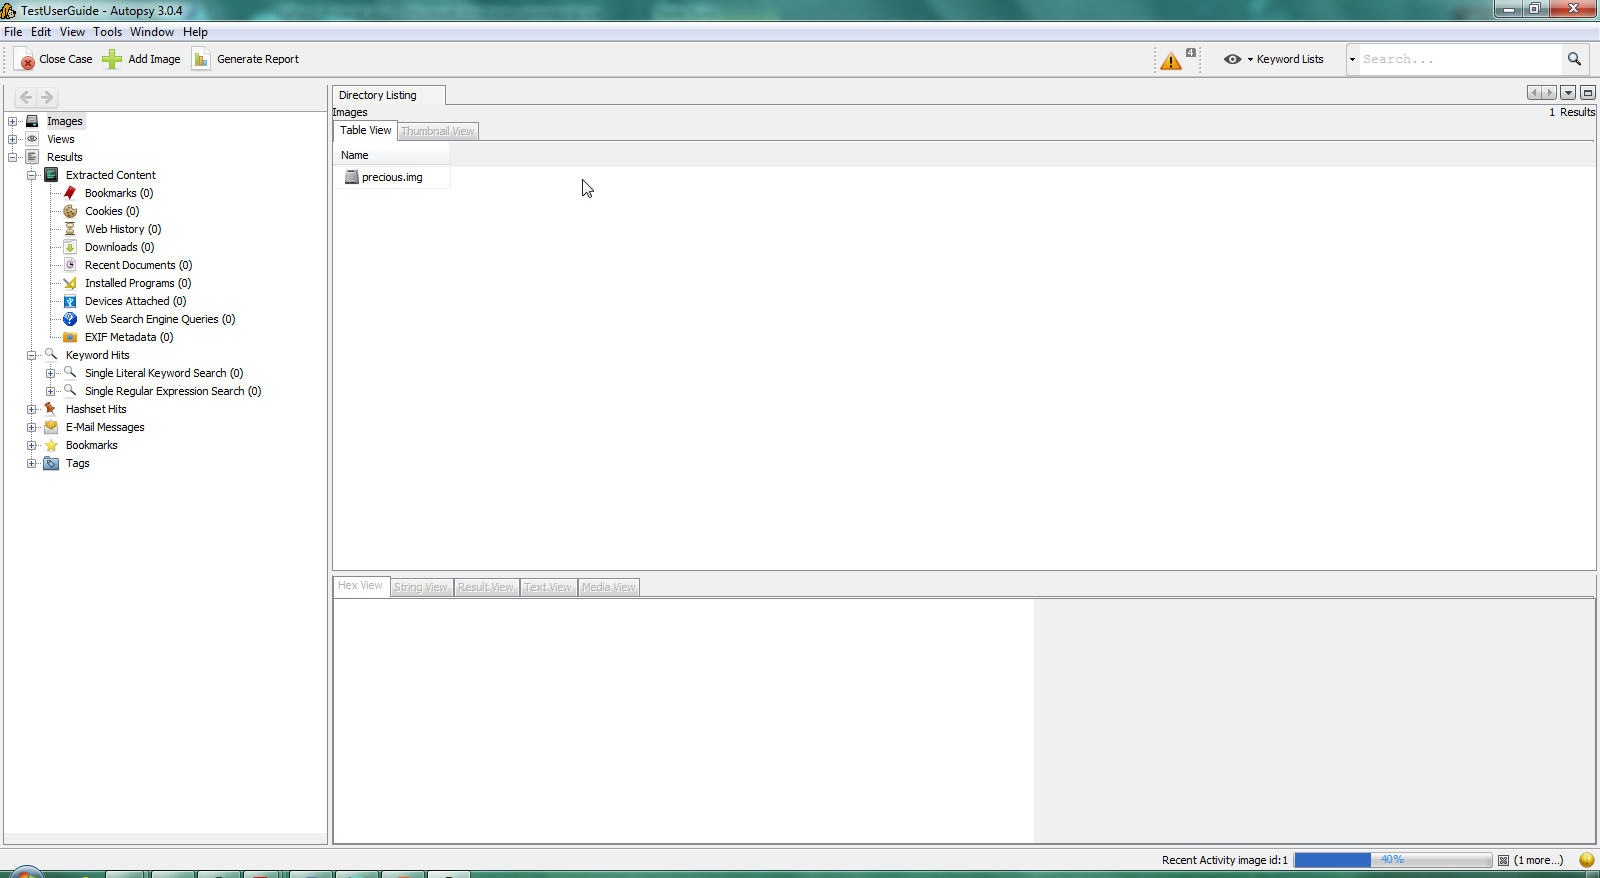 TestUserGuide - Autopsy 3.0.4
File Edit View Tools Window Help
Close Case Add Image Generate Report 4 Keyword Lists Search...
Directory Listing
Images 1 Results
Table View Thumbnail View
Name
precious.img
Images
Views
Results
Extracted Content
Bookmarks (0)
Cookies (0)
Web History (0)
Downloads (0)
Recent Documents (0)
Installed Programs (0)
Devices Attached (0)
Web Search Engine Queries (0)
EXIF Metadata (0)
Keyword Hits
Single Literal Keyword Search (0)
Single Regular Expression Search (0)
Hashset Hits
E-Mail Messages
Bookmarks
Tags
Hex View String View Result View Text View Media View
Recent Activity image id:1 40% (1 more...)